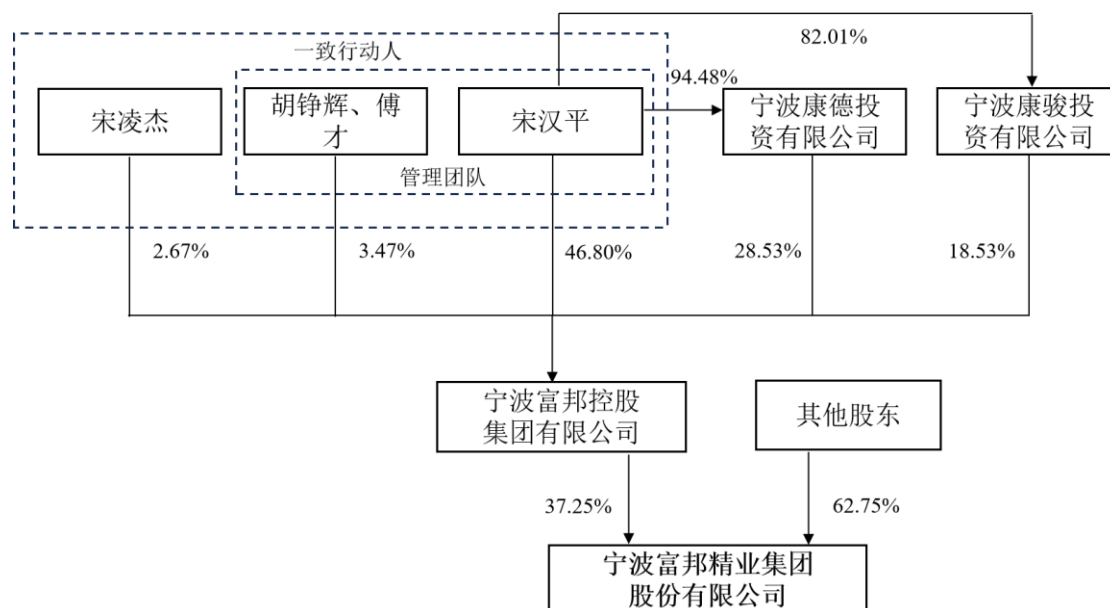 82.01%
一致行动人
94.48%
宋凌杰
胡铮辉、傅
才
宋汉平
宁波康德投
资有限公司
宁波康骏投
资有限公司
管理团队
2.67%
3.47%
46.80%
28.53%
18.53%
宁波富邦控股
集团有限公司
其他股东
37.25%
62.75%
宁波富邦精业集团
股份有限公司